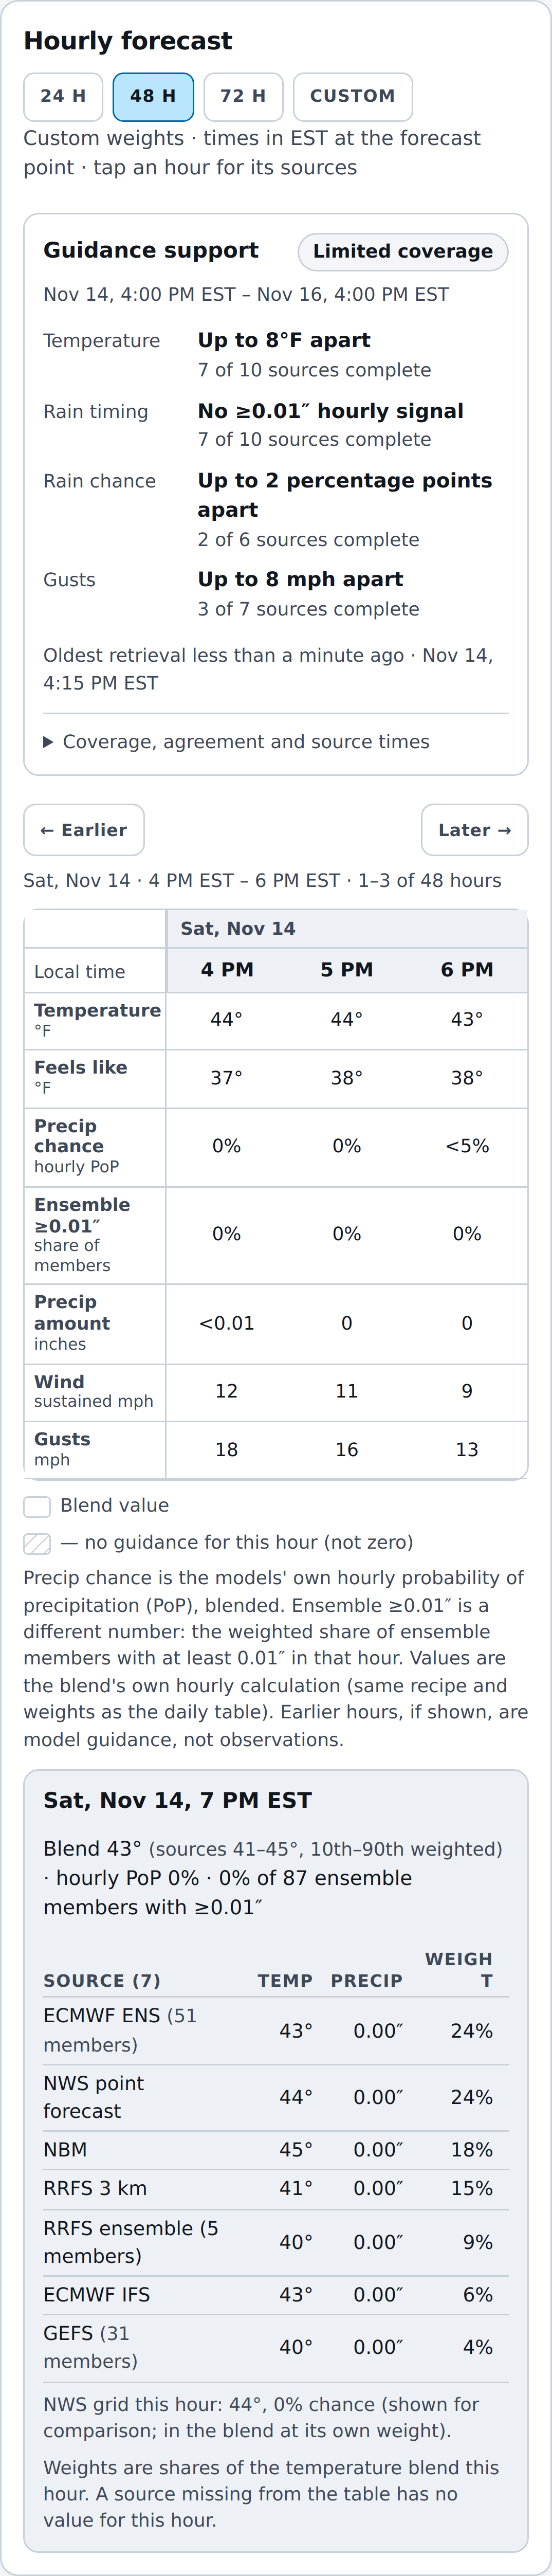 Hourly forecast
24 H 48 H 72 H CUSTOM
Custom weights · times in EST at the forecast
point · tap an hour for its sources
Guidance support Limited coverage
Nov 14, 4:00 PM EST – Nov 16, 4:00 PM EST
Temperature Up to 8°F apart
7 of 10 sources complete
Rain timing No ≥0.01″ hourly signal
7 of 10 sources complete
Rain chance Up to 2 percentage points
apart
2 of 6 sources complete
Gusts Up to 8 mph apart
3 of 7 sources complete
Oldest retrieval less than a minute ago · Nov 14,
4:15 PM EST
▶ Coverage, agreement and source times
← Earlier Later →
Sat, Nov 14 · 4 PM EST – 6 PM EST · 1–3 of 48 hours
Sat, Nov 14
Local time 4 PM 5 PM 6 PM
Temperature
°F 44° 44° 43°
Feels like
°F 37° 38° 38°
Precip
chance
hourly PoP 0% 0% <5%
Ensemble
≥0.01″
share of
members 0% 0% 0%
Precip
amount
inches <0.01 0 0
Wind
sustained mph 12 11 9
Gusts
mph 18 16 13
Blend value
— no guidance for this hour (not zero)
Precip chance is the models' own hourly probability of
precipitation (PoP), blended. Ensemble ≥0.01″ is a
different number: the weighted share of ensemble
members with at least 0.01″ in that hour. Values are
the blend's own hourly calculation (same recipe and
weights as the daily table). Earlier hours, if shown, are
model guidance, not observations.
Sat, Nov 14, 7 PM EST
Blend 43° (sources 41–45°, 10th–90th weighted)
· hourly PoP 0% · 0% of 87 ensemble
members with ≥0.01″
WEIGH
SOURCE (7) TEMP PRECIP T
ECMWF ENS (51
members) 43° 0.00″ 24%
NWS point
forecast 44° 0.00″ 24%
NBM 45° 0.00″ 18%
RRFS 3 km 41° 0.00″ 15%
RRFS ensemble (5
members) 40° 0.00″ 9%
ECMWF IFS 43° 0.00″ 6%
GEFS (31
members) 40° 0.00″ 4%
NWS grid this hour: 44°, 0% chance (shown for
comparison; in the blend at its own weight).
Weights are shares of the temperature blend this
hour. A source missing from the table has no
value for this hour.